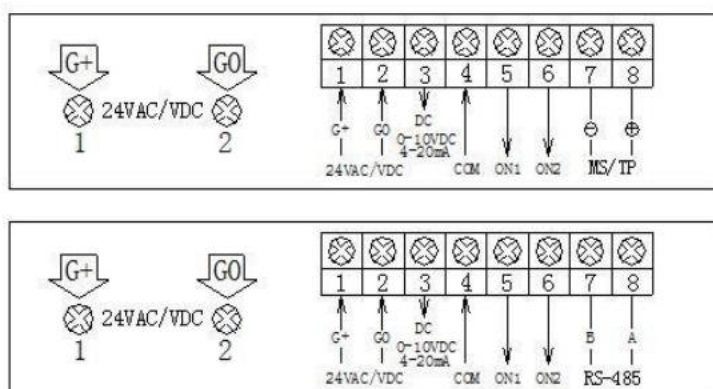 G+ G0
24VAC/VDC
1 2
1 2 3 4 5 6 7 8
G+ G0 DC
0-10VDC
4-20mA
⊖ ⊕
24VAC/VDC COM ON1 ON2 MS/TP
G+ G0
24VAC/VDC
1 2
1 2 3 4 5 6 7 8
G+ G0 DC
0-10VDC
4-20mA
B A
24VAC/VDC COM ON1 ON2 RS-485